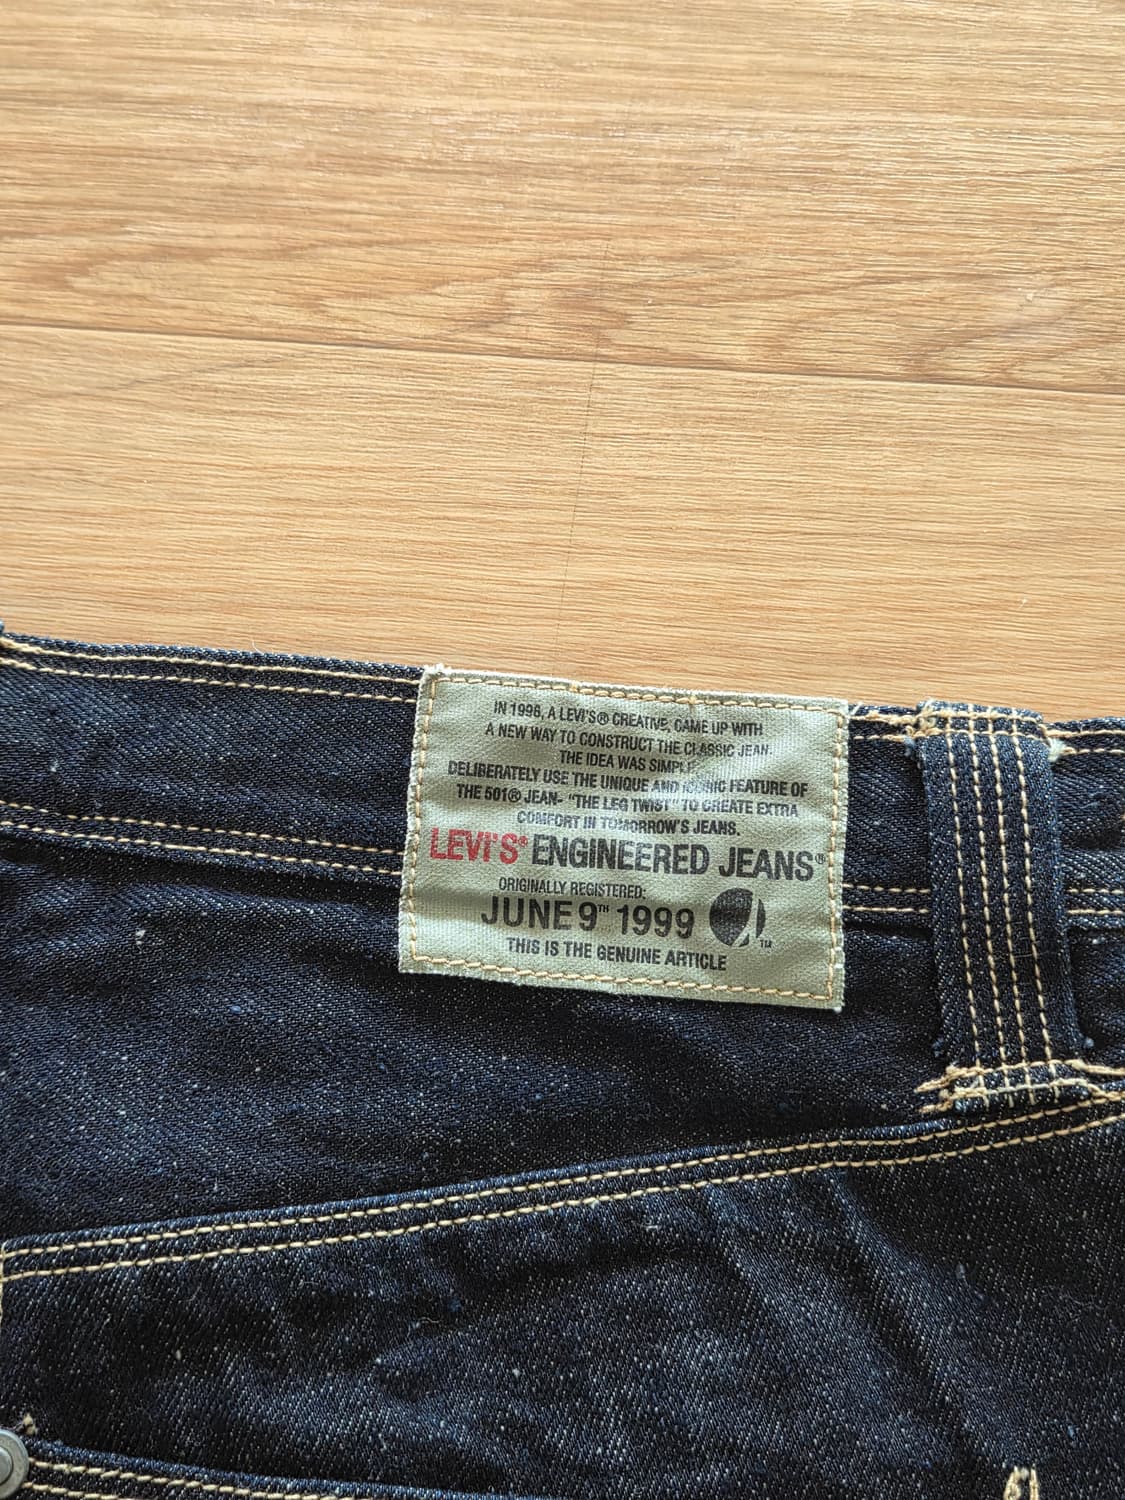 IN 1996, A LEVI'S® CREATIVE, CAME UP WITH
A NEW WAY TO CONSTRUCT THE CLASSIC JEAN.
THE IDEA WAS SIMPLE
DELIBERATELY USE THE UNIQUE AND ICONIC FEATURE OF
THE 501® JEAN- "THE LEG TWIST" TO CREATE EXTRA
COMFORT IN TOMORROW'S JEANS.
LEVI'S® ENGINEERED JEANS®
ORIGINALLY REGISTERED:
JUNE 9TH 1999
TM
THIS IS THE GENUINE ARTICLE